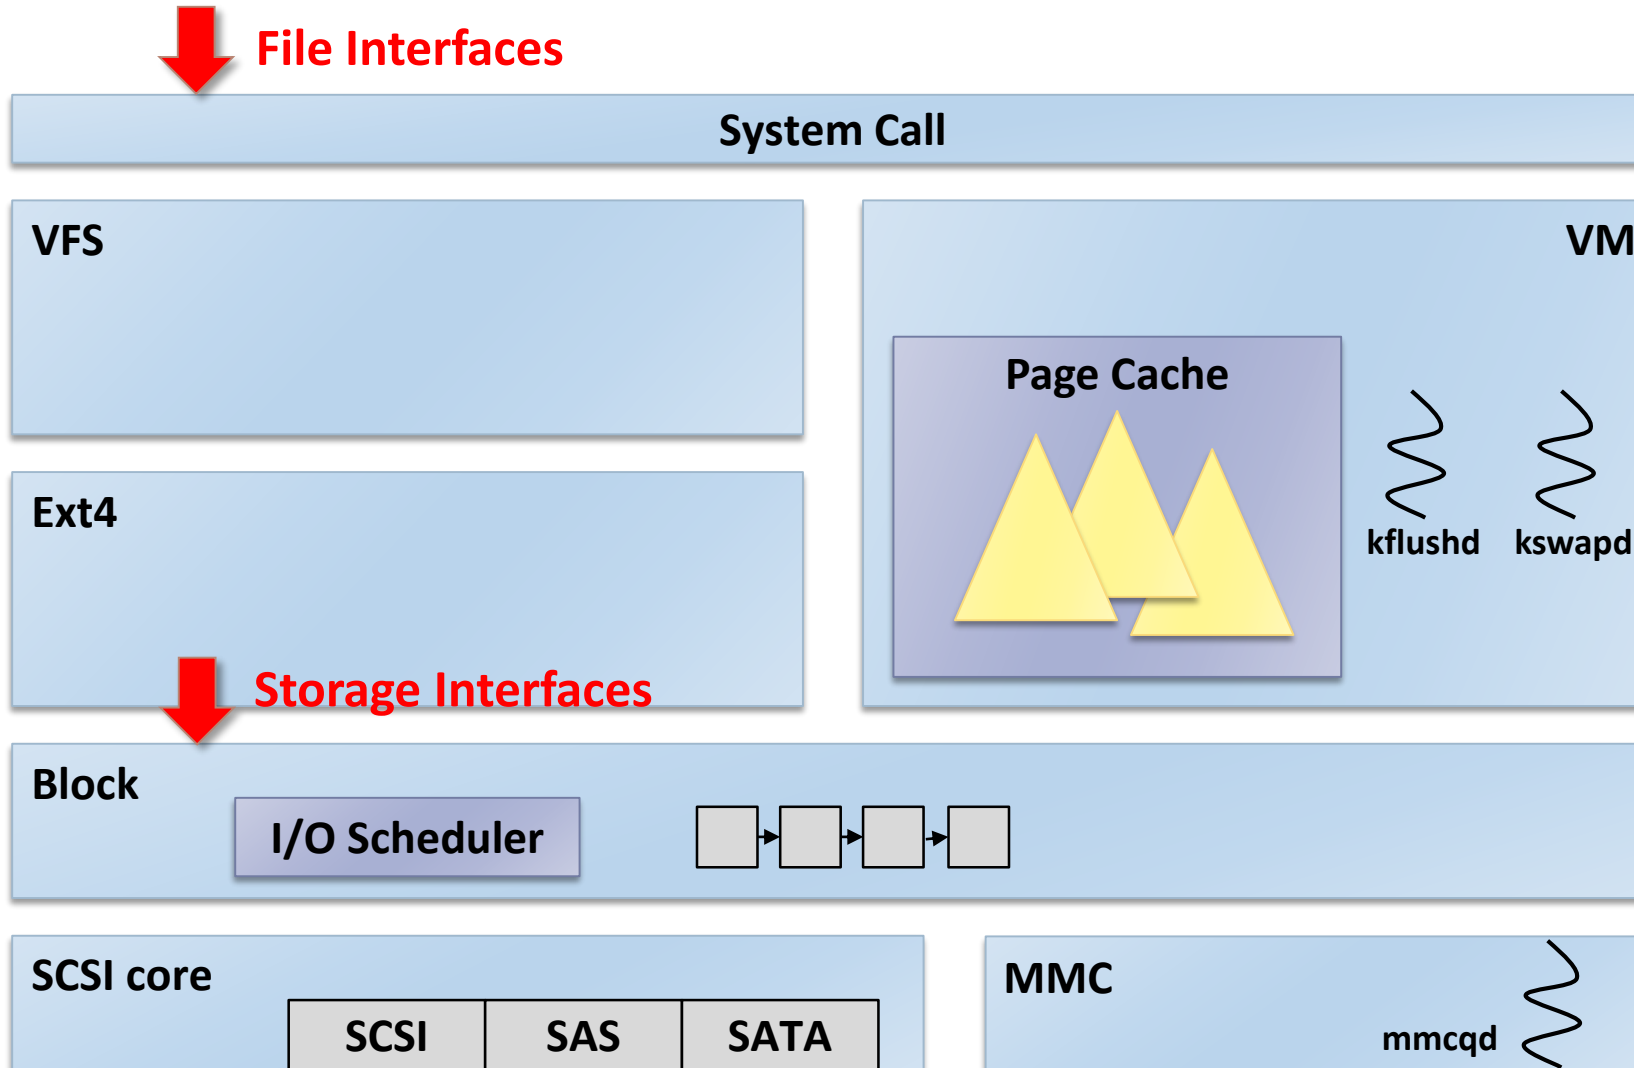 File Interfaces
System Call
VFS
VM
Page Cache
Ext4
kflushd
kswapd
Storage Interfaces
Block
I/O Scheduler
SCSI core
MMC
SCSI
SAS
SATA
mmcqd